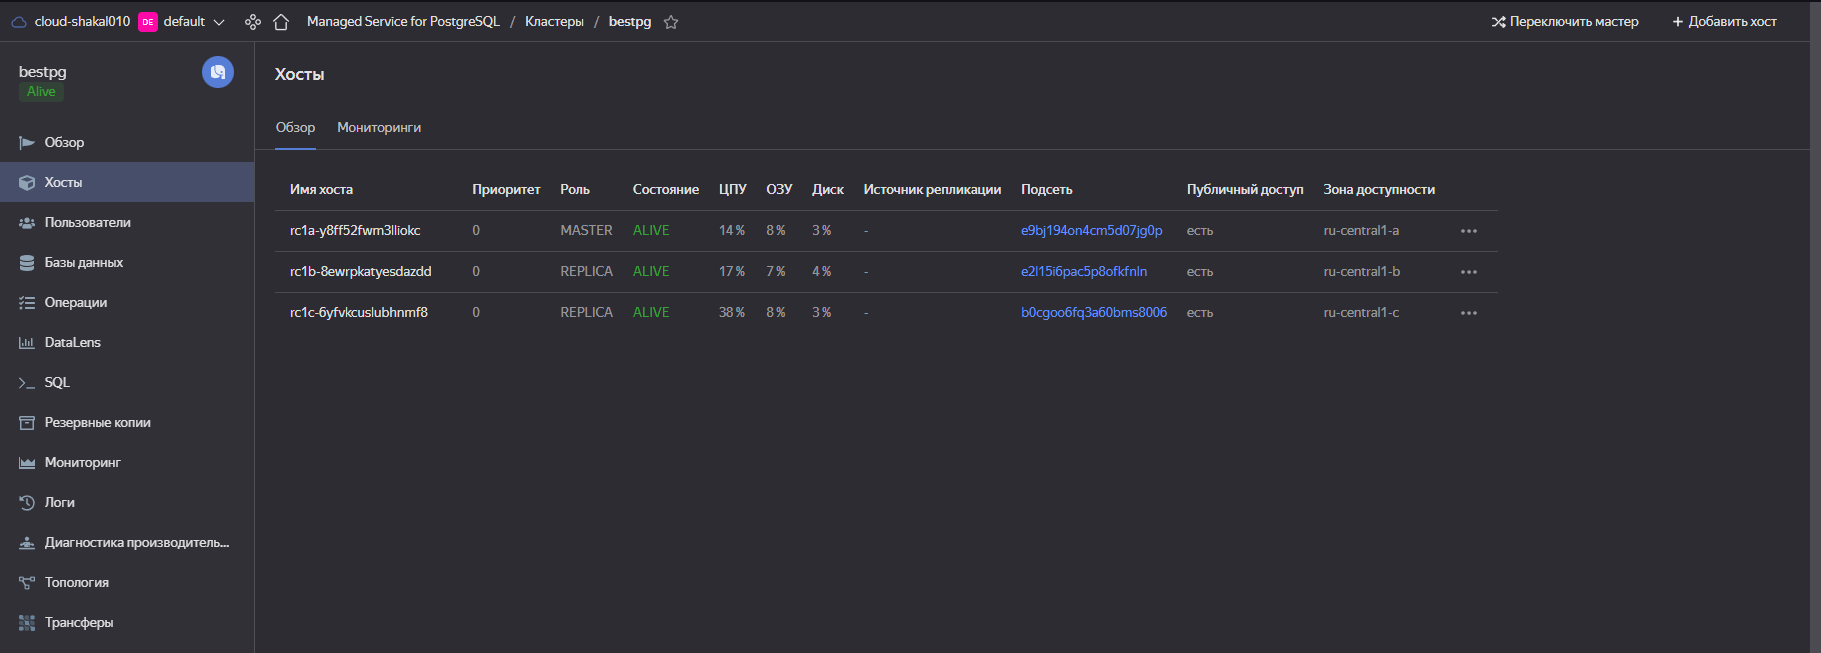 cloud-shakal010 DE default Managed Service for PostgreSQL / Кластеры / bestpg Переключить мастер + Добавить хост
bestpg
Alive
Обзор
Хосты
Пользователи
Базы данных
Операции
DataLens
SQL
Резервные копии
Мониторинг
Логи
Диагностика производитель...
Топология
Трансферы
Хосты
Обзор Мониторинги
Имя хоста Приоритет Роль Состояние ЦПУ ОЗУ Диск Источник репликации Подсеть Публичный доступ Зона доступности
rc1a-y8ff52fwm3lliokc 0 MASTER ALIVE 14 % 8 % 3 % - e9bj194on4cm5d07jg0p есть ru-central1-a
rc1b-8ewrpkatyesdazdd 0 REPLICA ALIVE 17 % 7 % 4 % - e2l15i6pac5p8ofkfnln есть ru-central1-b
rc1c-6yfvkcuslubhnmf8 0 REPLICA ALIVE 38 % 8 % 3 % - b0cgoo6fq3a60bms8006 есть ru-central1-c